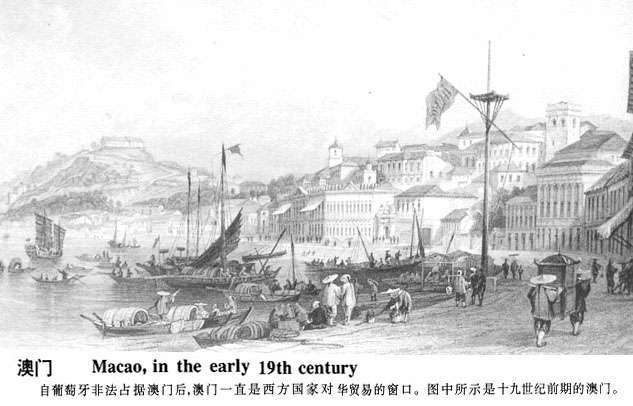 澳门 Macao, in the early 19th century
自葡萄牙非法占据澳门后,澳门一直是西方国家对华贸易的窗口。图中所示是十九世纪前期的澳门。